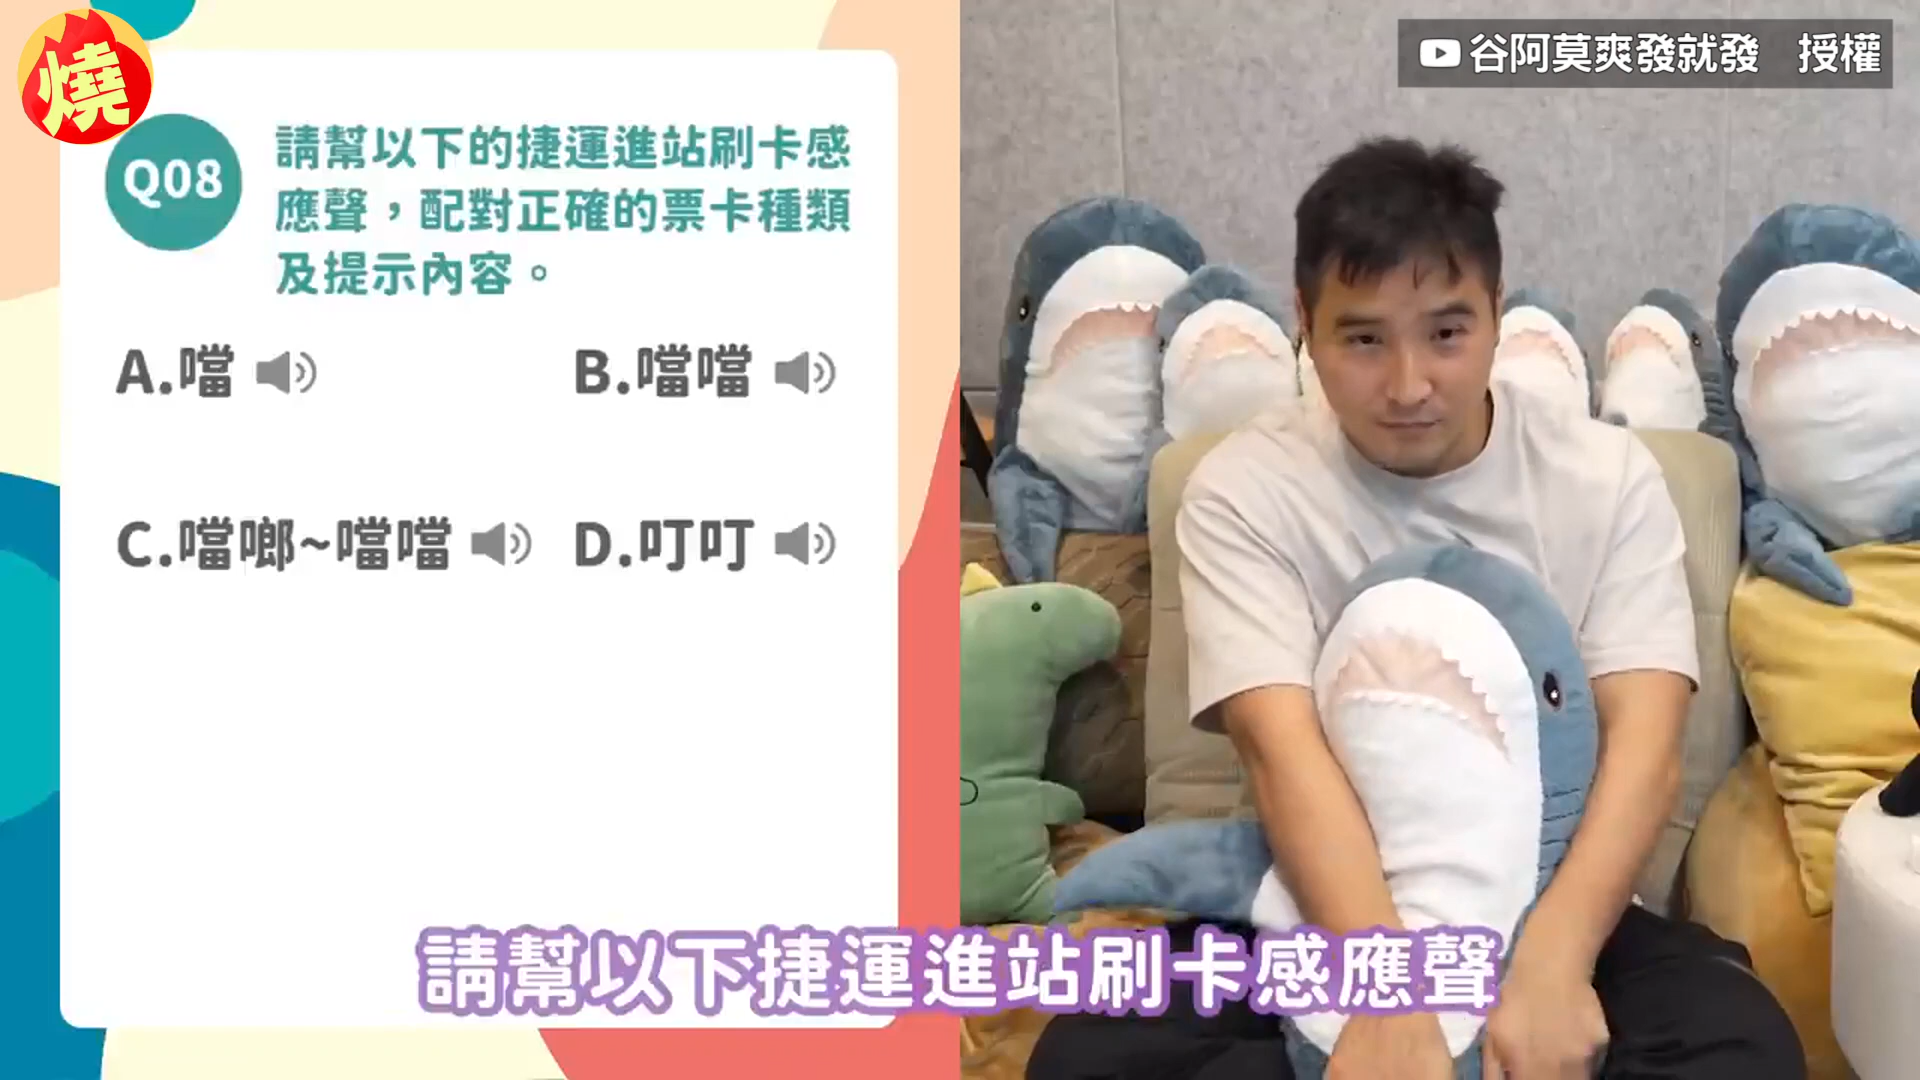 燒
谷阿莫爽發就發 授權
Q08
請幫以下的捷運進站刷卡感
應聲，配對正確的票卡種類
及提示內容。
A.噹
B.噹噹
C.噹啷~噹噹
D.叮叮
請幫以下捷運進站刷卡感應聲